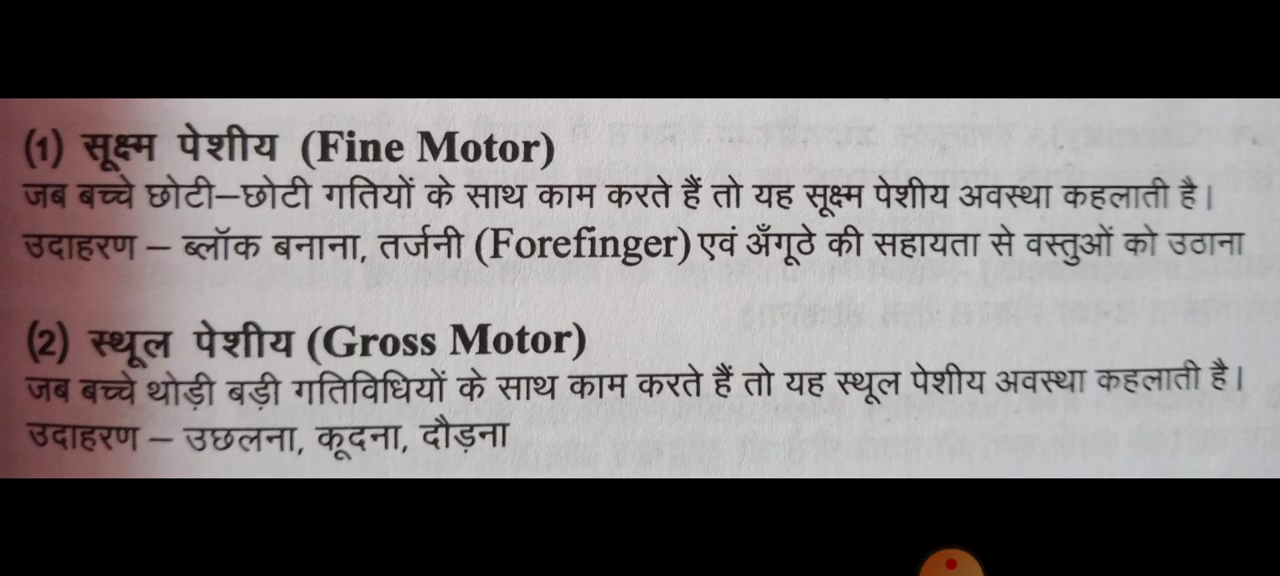 (1) सूक्ष्म पेशीय (Fine Motor)
जब बच्चे छोटी–छोटी गतियों के साथ काम करते हैं तो यह सूक्ष्म पेशीय अवस्था कहलाती है।
उदाहरण – ब्लॉक बनाना, तर्जनी (Forefinger) एवं अँगूठे की सहायता से वस्तुओं को उठाना
(2) स्थूल पेशीय (Gross Motor)
जब बच्चे थोड़ी बड़ी गतिविधियों के साथ काम करते हैं तो यह स्थूल पेशीय अवस्था कहलाती है।
उदाहरण – उछलना, कूदना, दौड़ना